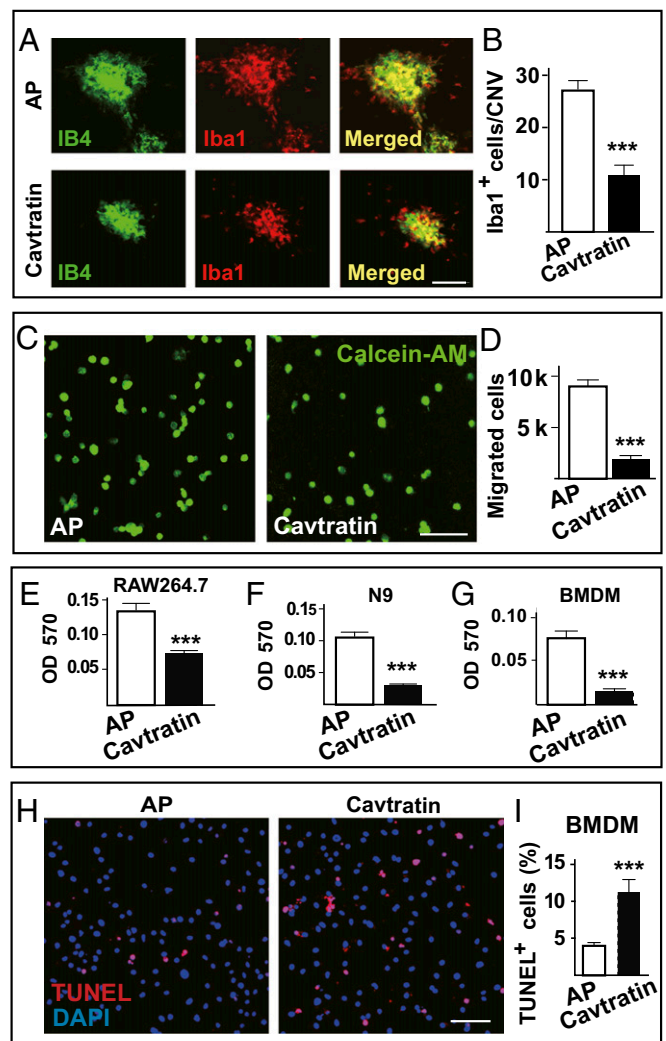 A
AP
IB4
Iba1
Merged
Cavtratin
IB4
Iba1
Merged
B
Iba1+ cells/CNV
30
10
***
AP
Cavtratin
C
AP
Calcein-AM
Cavtratin
D
Migrated cells
10k
5k
***
AP
Cavtratin
E
RAW264.7
OD 570
0.15
0.10
0.05
***
AP
Cavtratin
F
N9
OD 570
0.15
0.10
0.05
***
AP
Cavtratin
G
BMDM
OD 570
0.10
0.05
***
AP
Cavtratin
H
AP
Cavtratin
TUNEL
DAPI
I
BMDM
TUNEL+ cells (%)
15
10
5
***
AP
Cavtratin